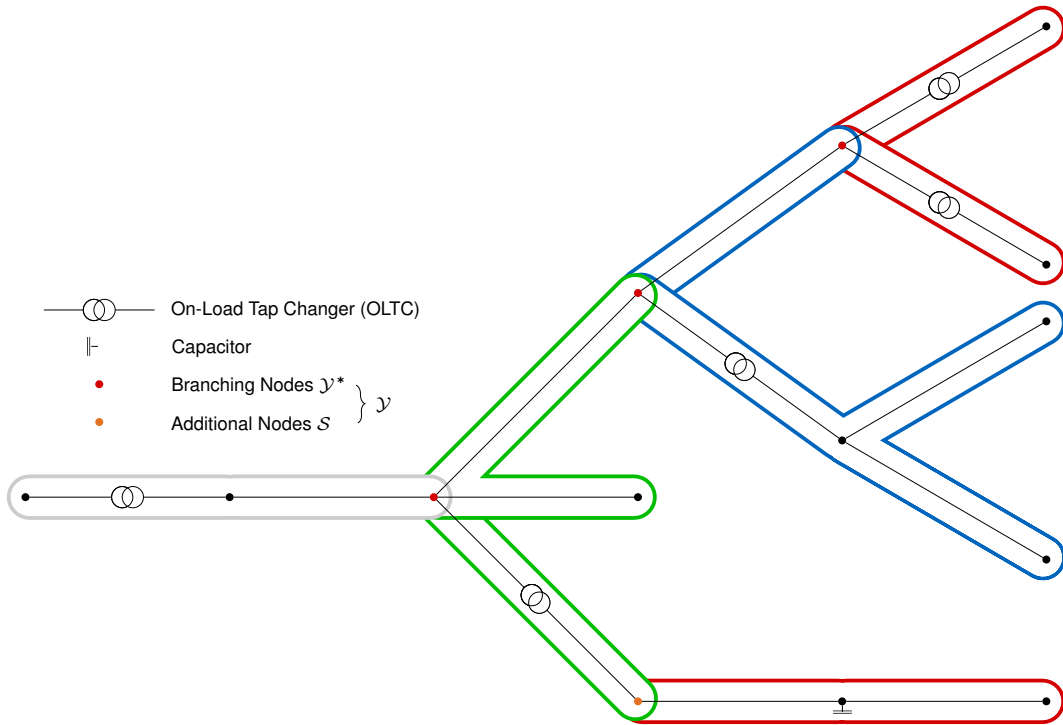 On-Load Tap Changer (OLTC)
Capacitor
Branching Nodes 𝒴*
Additional Nodes 𝒮
} 𝒴